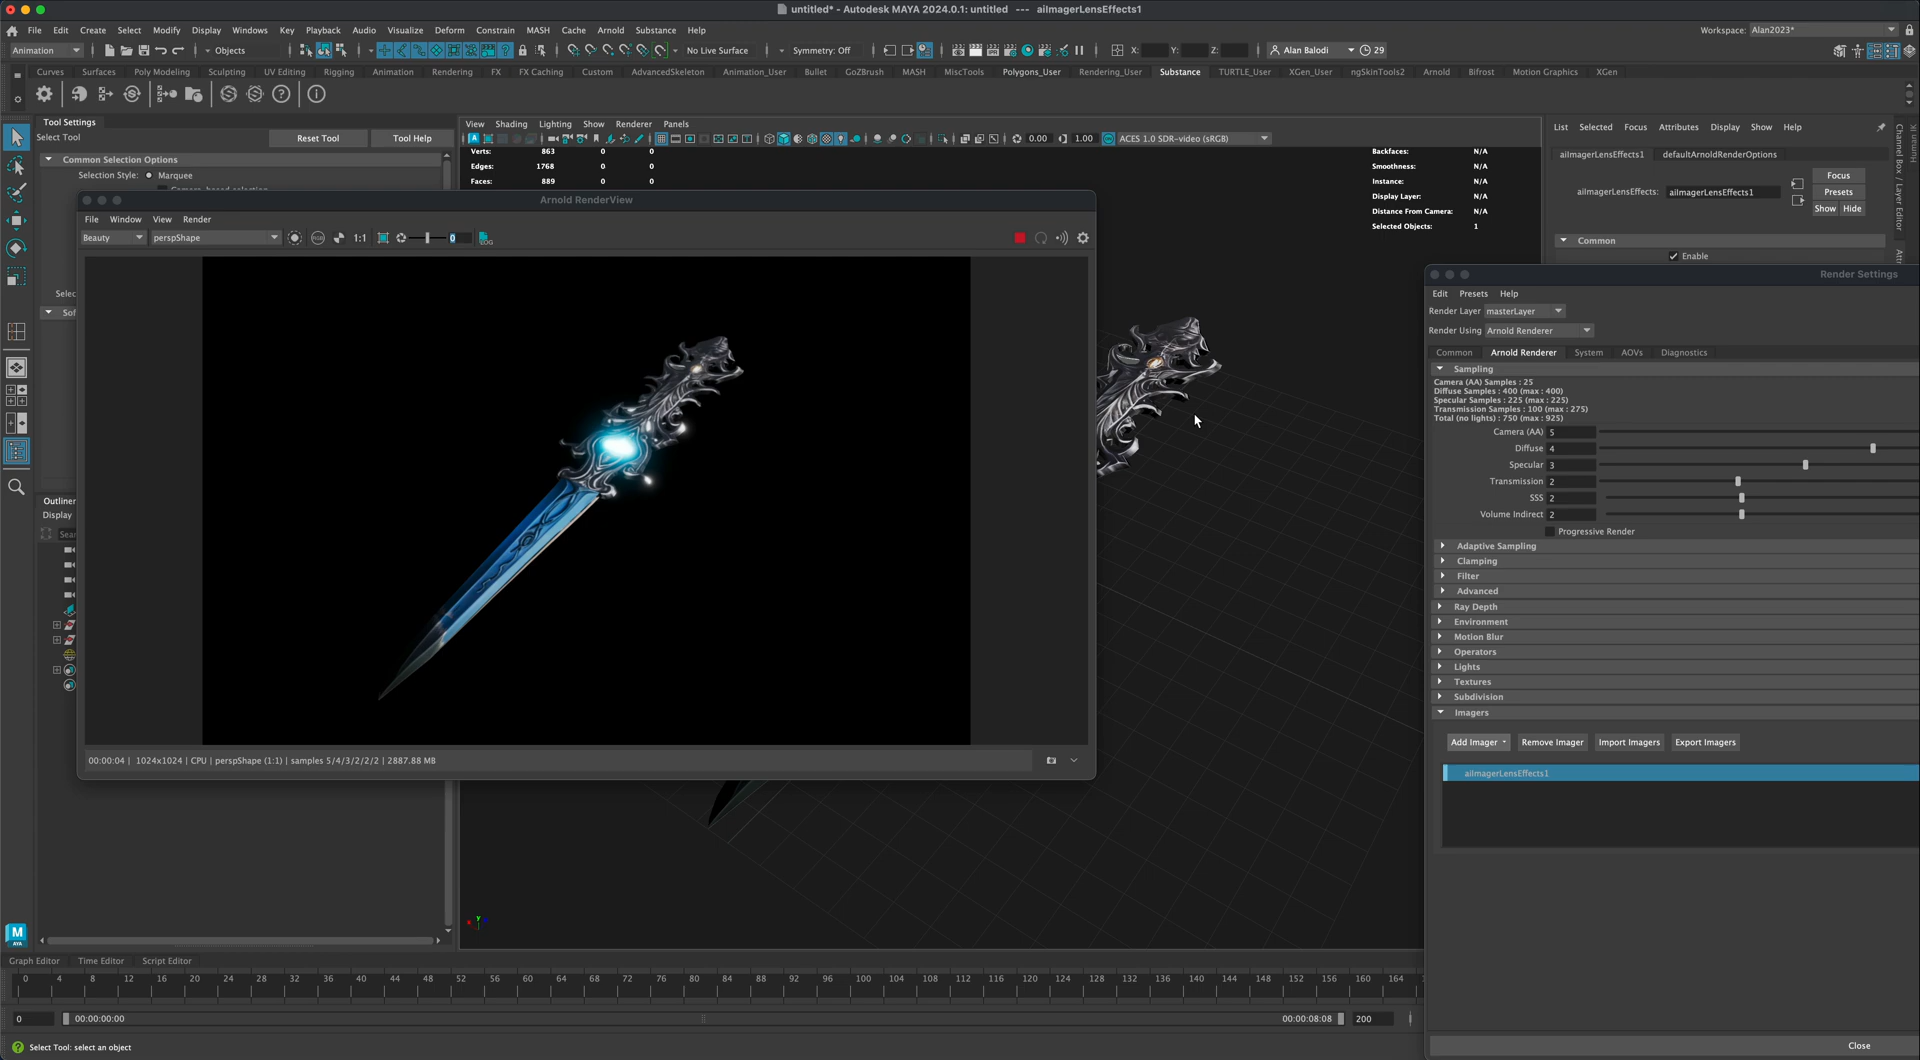 untitled* - Autodesk MAYA 2024.0.1: untitled --- aiImagerLensEffects1
File Edit Create Select Modify Display Windows Key Playback Audio Visualize Deform Constrain MASH Cache Arnold Substance Help
Workspace: Alan2023*
Animation Objects No Live Surface Symmetry: Off X: Y: Z: Alan Balodi 29
Curves Surfaces Poly Modeling Sculpting UV Editing Rigging Animation Rendering FX FX Caching Custom AdvancedSkeleton Animation_User Bullet GoZBrush MASH MiscTools Polygons_User Rendering_User Substance TURTLE_User XGen_User ngSkinTools2 Arnold Bifrost Motion Graphics XGen
Tool Settings
Select Tool Reset Tool Tool Help
Common Selection Options
Selection Style: Marquee
Selec
Sof
View Shading Lighting Show Renderer Panels
0.00 1.00 ACES 1.0 SDR-video (sRGB)
Verts: 863 0 0
Edges: 1768 0 0
Faces: 889 0 0
Backfaces: N/A
Smoothness: N/A
Instance: N/A
Display Layer: N/A
Distance From Camera: N/A
Selected Objects: 1
List Selected Focus Attributes Display Show Help
aiImagerLensEffects1 defaultArnoldRenderOptions
Focus
aiImagerLensEffects: aiImagerLensEffects1 Presets
Show Hide
Common
Enable
Channel Box / Layer Editor
Arnold RenderView
File Window View Render
Beauty perspShape 1:1 0 LOG
00:00:04 | 1024x1024 | CPU | perspShape (1:1) | samples 5/4/3/2/2/2 | 2887.88 MB
Render Settings
Edit Presets Help
Render Layer masterLayer
Render Using Arnold Renderer
Common Arnold Renderer System AOVs Diagnostics
Sampling
Camera (AA) Samples : 25
Diffuse Samples : 400 (max : 400)
Specular Samples : 225 (max : 225)
Transmission Samples : 100 (max : 275)
Total (no lights) : 750 (max : 925)
Camera (AA) 5
Diffuse 4
Specular 3
Transmission 2
SSS 2
Volume Indirect 2
Progressive Render
Adaptive Sampling
Clamping
Filter
Advanced
Ray Depth
Environment
Motion Blur
Operators
Lights
Textures
Subdivision
Imagers
Add Imager Remove Imager Import Imagers Export Imagers
aiImagerLensEffects1
Close
Outliner
Display
Sear
M
AYA
Graph Editor Time Editor Script Editor
0 4 8 12 16 20 24 28 32 36 40 44 48 52 56 60 64 68 72 76 80 84 88 92 96 100 104 108 112 116 120 124 128 132 136 140 144 148 152 156 160 164
0 00:00:00:00 00:00:08:08 200
Select Tool: select an object